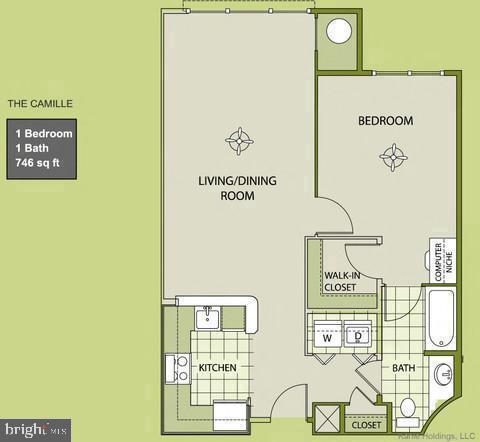 THE CAMILLE
1 Bedroom
1 Bath
746 sq ft
BEDROOM
LIVING/DINING
ROOM
COMPUTER
NICHE
WALK-IN
CLOSET
W
D
KITCHEN
BATH
CLOSET
bright MLS
Kane Holdings, LLC